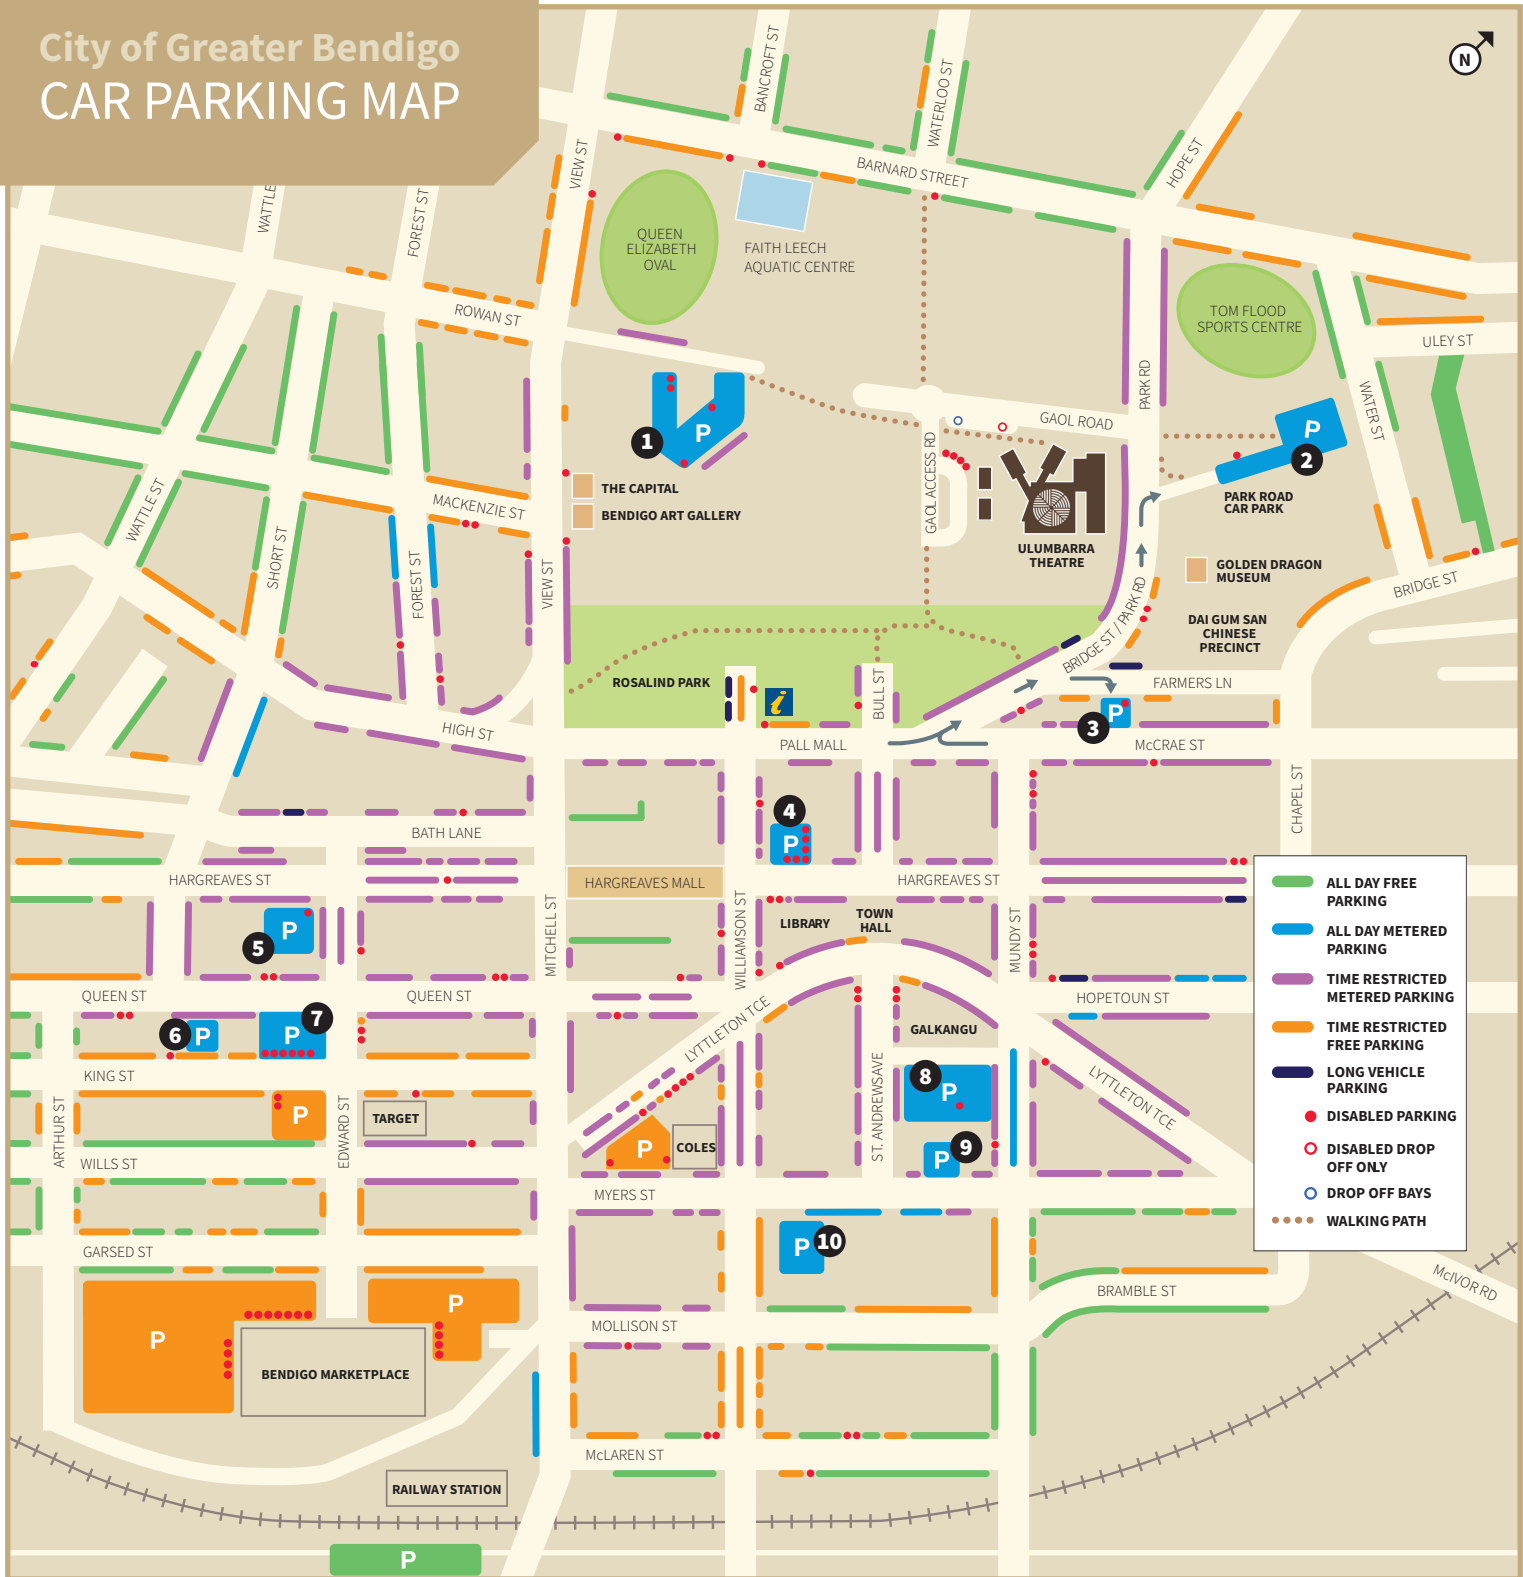 City of Greater Bendigo
CAR PARKING MAP
N
BANCROFT ST
WATERLOO ST
VIEW ST
BARNARD STREET
HOPE ST
WATTLE
FOREST ST
QUEEN
ELIZABETH
OVAL
FAITH LEECH
AQUATIC CENTRE
ROWAN ST
TOM FLOOD
SPORTS CENTRE
ULEY ST
PARK RD
WATER ST
GAOL ROAD
P
1
P
2
GAOL ACCESS RD
THE CAPITAL
BENDIGO ART GALLERY
PARK ROAD
CAR PARK
WATTLE ST
MACKENZIE ST
SHORT ST
FOREST ST
VIEW ST
ULUMBARRA
THEATRE
GOLDEN DRAGON
MUSEUM
BRIDGE ST
BRIDGE ST / PARK RD
DAI GUM SAN
CHINESE
PRECINCT
ROSALIND PARK
i
BULL ST
FARMERS LN
P
3
HIGH ST
PALL MALL
McCRAE ST
CHAPEL ST
4
P
BATH LANE
HARGREAVES ST
HARGREAVES MALL
HARGREAVES ST
P
5
MITCHELL ST
WILLIAMSON ST
LIBRARY
TOWN
HALL
MUNDY ST
QUEEN ST
QUEEN ST
HOPETOUN ST
6
P
P
7
LYTTLETON TCE
GALKANGU
KING ST
8
P
LYTTLETON TCE
ARTHUR ST
EDWARD ST
P
TARGET
P
COLES
ST. ANDREWSAVE
P
9
WILLS ST
MYERS ST
P
10
GARSED ST
P
P
BENDIGO MARKETPLACE
MOLLISON ST
BRAMBLE ST
McIVOR RD
McLAREN ST
RAILWAY STATION
P
ALL DAY FREE
PARKING
ALL DAY METERED
PARKING
TIME RESTRICTED
METERED PARKING
TIME RESTRICTED
FREE PARKING
LONG VEHICLE
PARKING
DISABLED PARKING
DISABLED DROP
OFF ONLY
DROP OFF BAYS
WALKING PATH